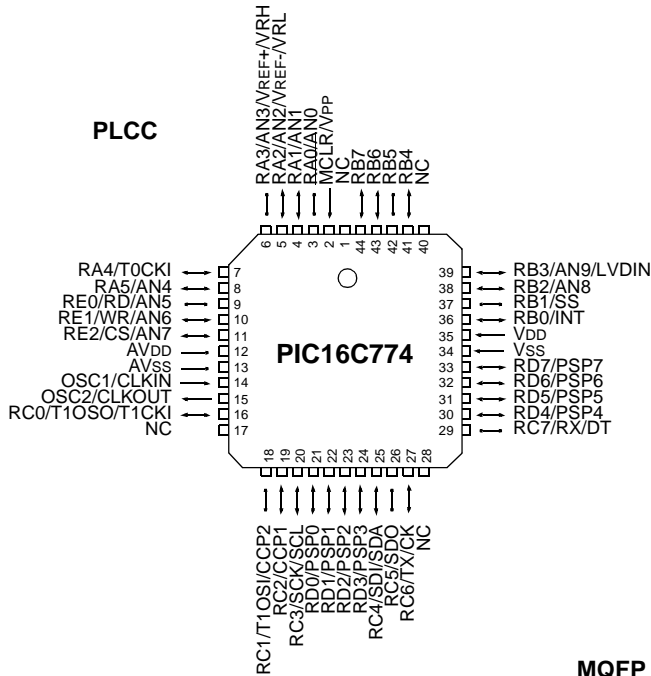 PLCC
RA3/AN3/VREF+/VRH
RA2/AN2/VREF-/VRL
RA1/AN1
RA0/AN0
MCLR/VPP
NC
RB7
RB6
RB5
RB4
NC
6 5 4 3 2 1 44 43 42 41 40
RA4/T0CKI 7
RA5/AN4 8
RE0/RD/AN5 9
RE1/WR/AN6 10
RE2/CS/AN7 11
AVDD 12
AVSS 13
OSC1/CLKIN 14
OSC2/CLKOUT 15
RC0/T1OSO/T1CKI 16
NC 17
PIC16C774
39 RB3/AN9/LVDIN
38 RB2/AN8
37 RB1/SS
36 RB0/INT
35 VDD
34 VSS
33 RD7/PSP7
32 RD6/PSP6
31 RD5/PSP5
30 RD4/PSP4
29 RC7/RX/DT
18 19 20 21 22 23 24 25 26 27 28
RC1/T1OSI/CCP2
RC2/CCP1
RC3/SCK/SCL
RD0/PSP0
RD1/PSP1
RD2/PSP2
RD3/PSP3
RC4/SDI/SDA
RC5/SDO
RC6/TX/CK
NC
MQFP